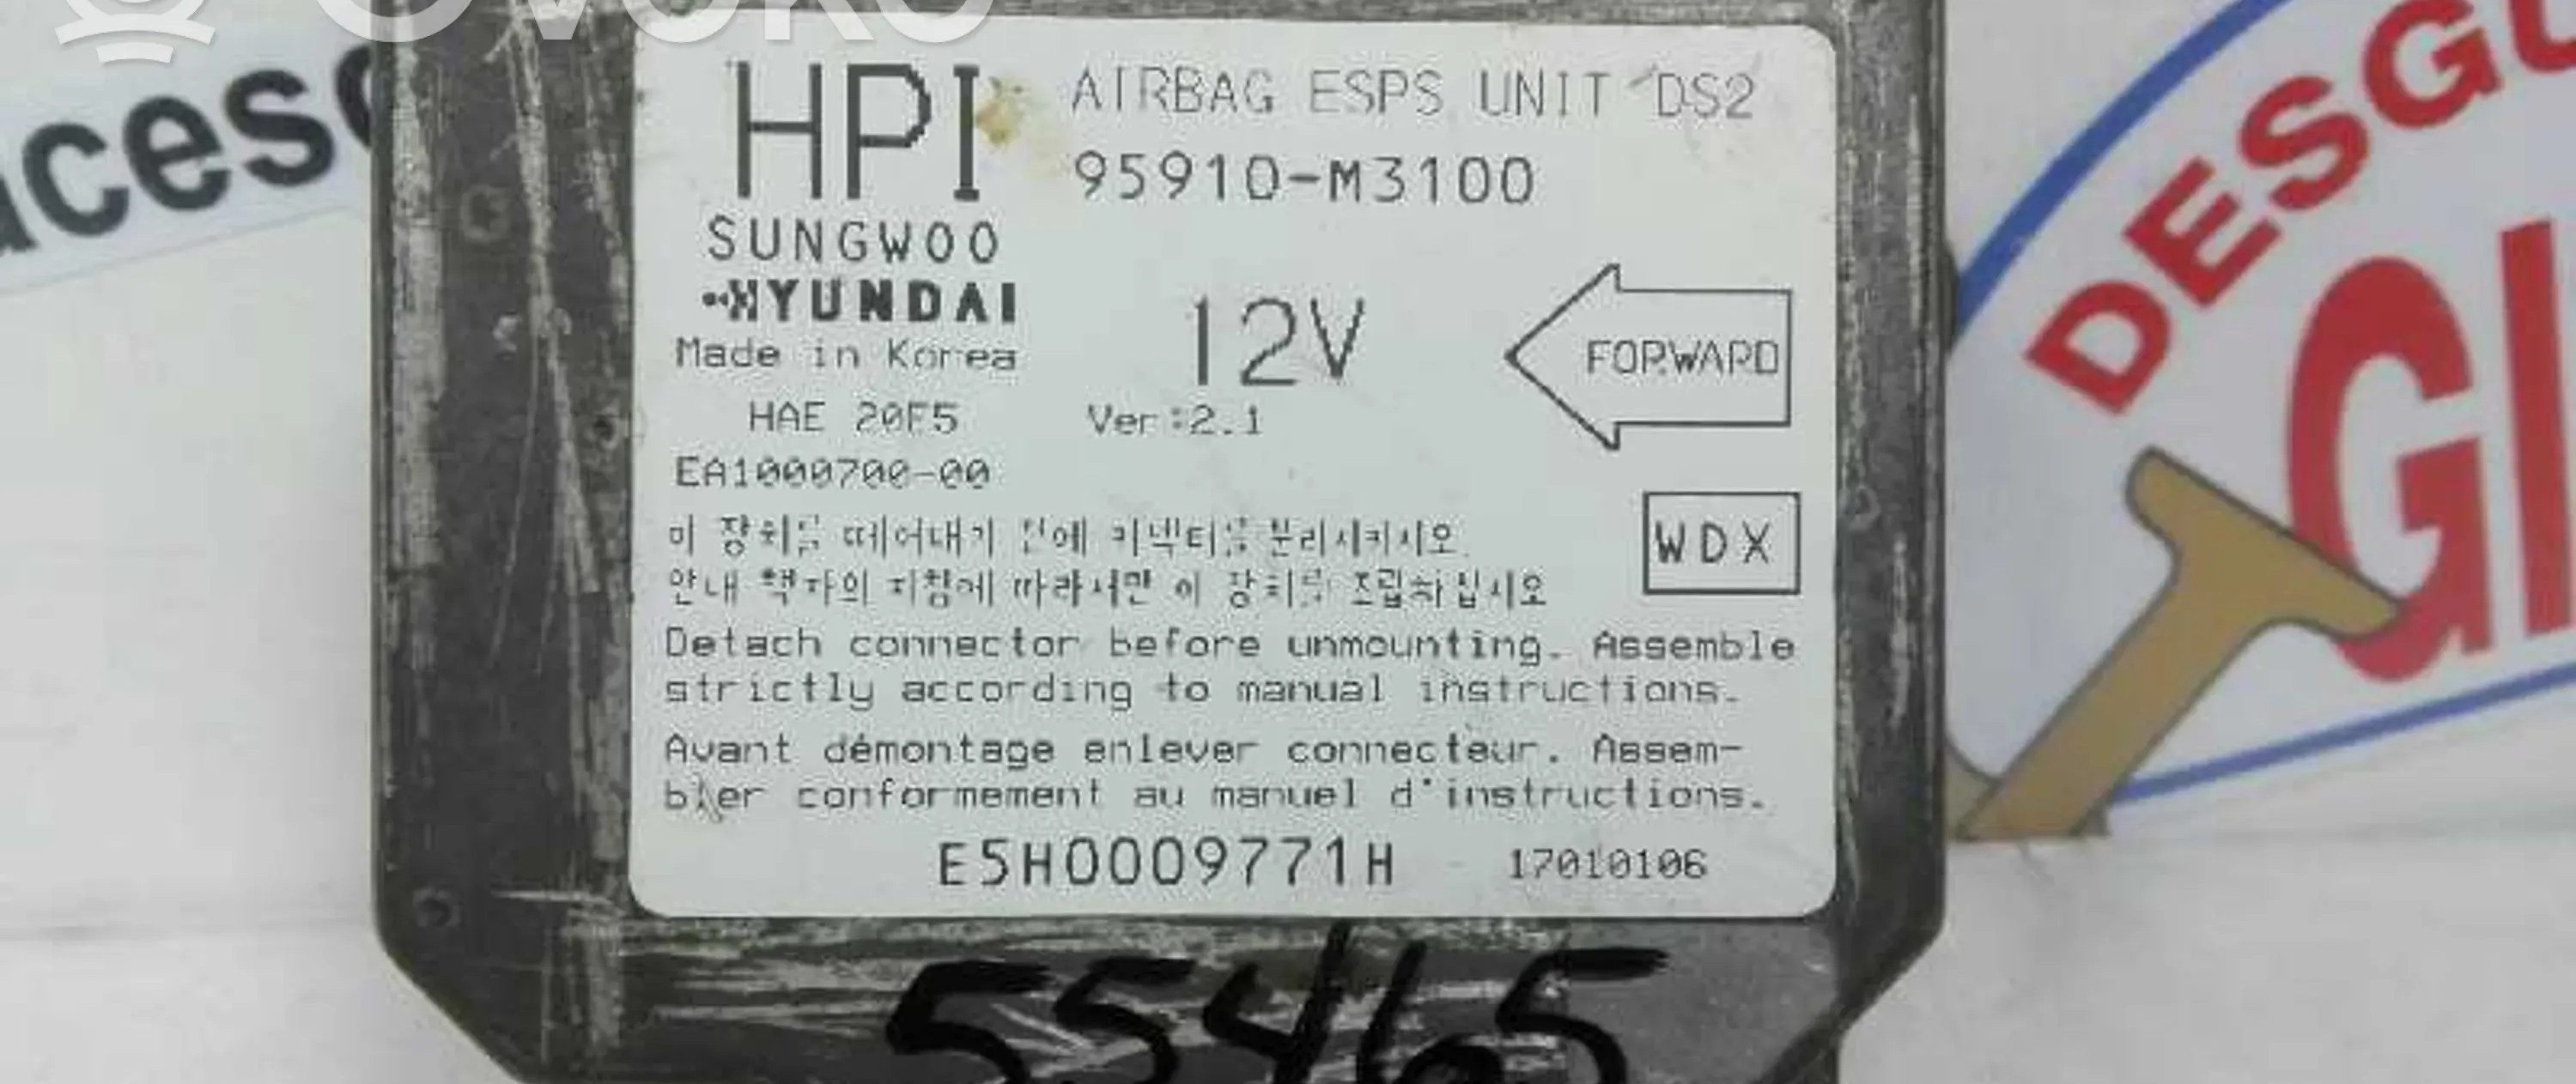 OVOKO
HPI
AIRBAG ESPS UNIT DS2
95910-M3100
SUNGWOO
HYUNDAI
Made in Korea
12V
FORWARD
HAE 20F5
Ver:2.1
EA1000700-00
WDX
이 장치를 떼어내기 전에 커넥터를 분리시키시오.
안내 책자의 지침에 따라서만 이 장치를 조립하십시오
Detach connector before unmounting. Assemble
strictly according to manual instructions.
Avant démontage enlever connecteur. Assem-
bler conformement au manuel d'instructions.
E5H0009771H
17010106
55465